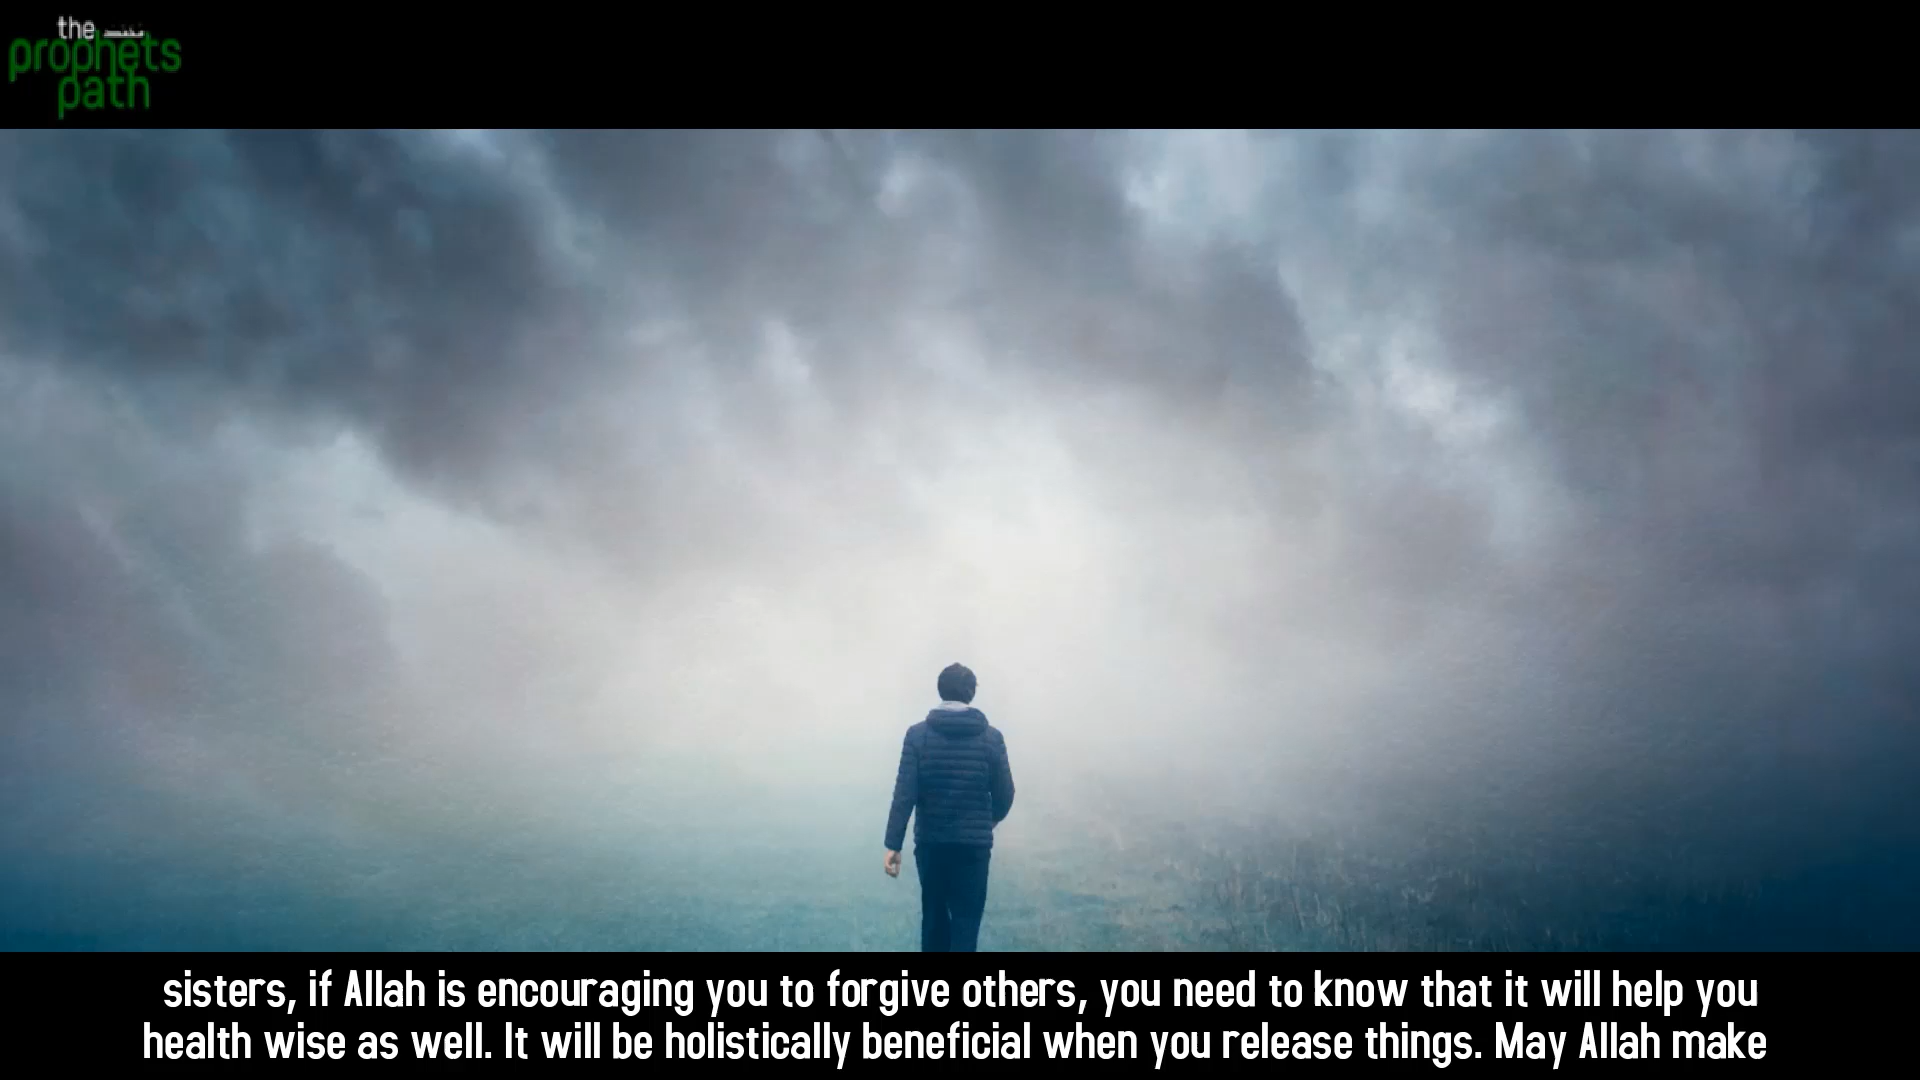 the
prophets
path
sisters, if Allah is encouraging you to forgive others, you need to know that it will help you
health wise as well. It will be holistically beneficial when you release things. May Allah make